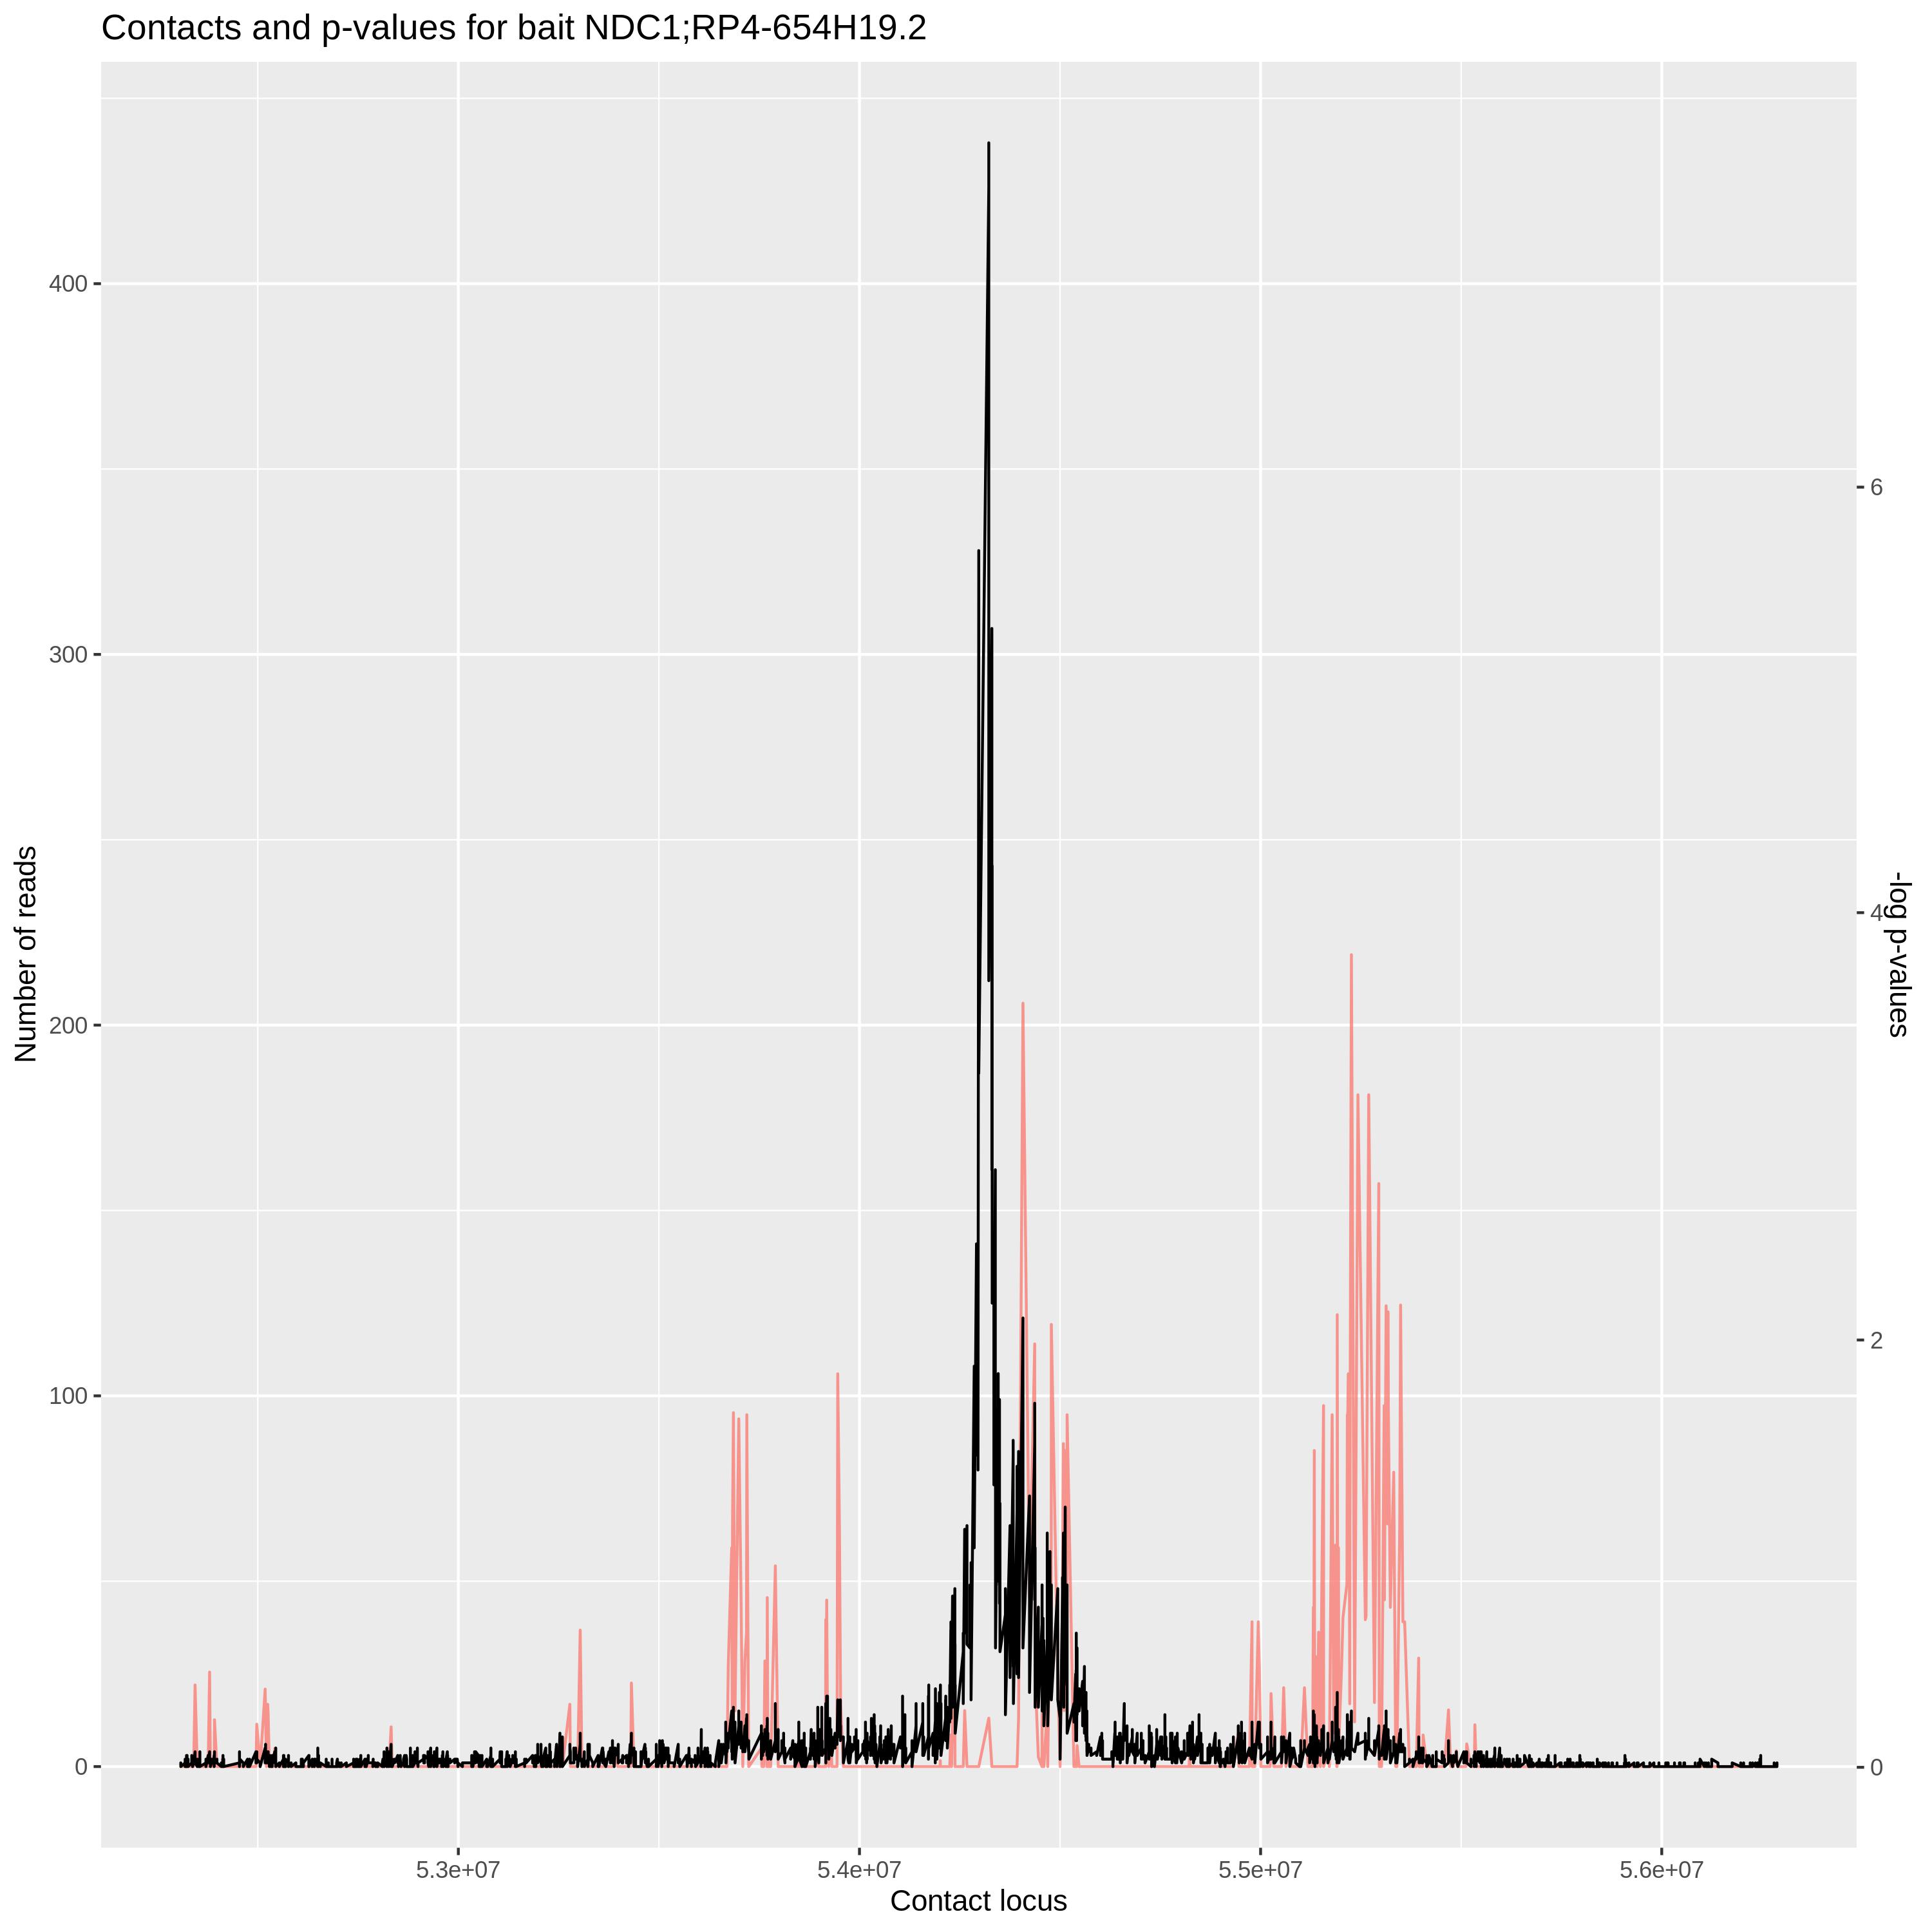 Contacts and p-values for bait NDC1;RP4-654H19.2
Number of reads
400
300
200
100
0
6
4
2
0
-log p-values
5.3e+07
5.4e+07
5.5e+07
5.6e+07
Contact locus